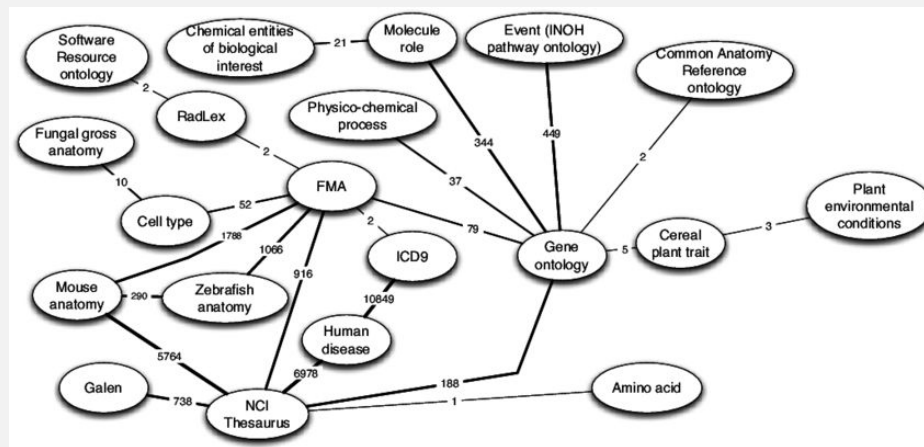 Software
Resource
ontology
Chemical entities
of biological
interest
21
Molecule
role
Event (INOH
pathway ontology)
Common Anatomy
Reference
ontology
2
RadLex
Physico-chemical
process
Fungal gross
anatomy
2
344
449
2
10
FMA
37
Plant
environmental
conditions
Cell type
52
2
79
Gene
ontology
5
Cereal
plant trait
3
1788
1066
916
ICD9
Mouse
anatomy
290
Zebrafish
anatomy
10849
Human
disease
5764
6978
188
Galen
738
NCI
Thesaurus
1
Amino acid